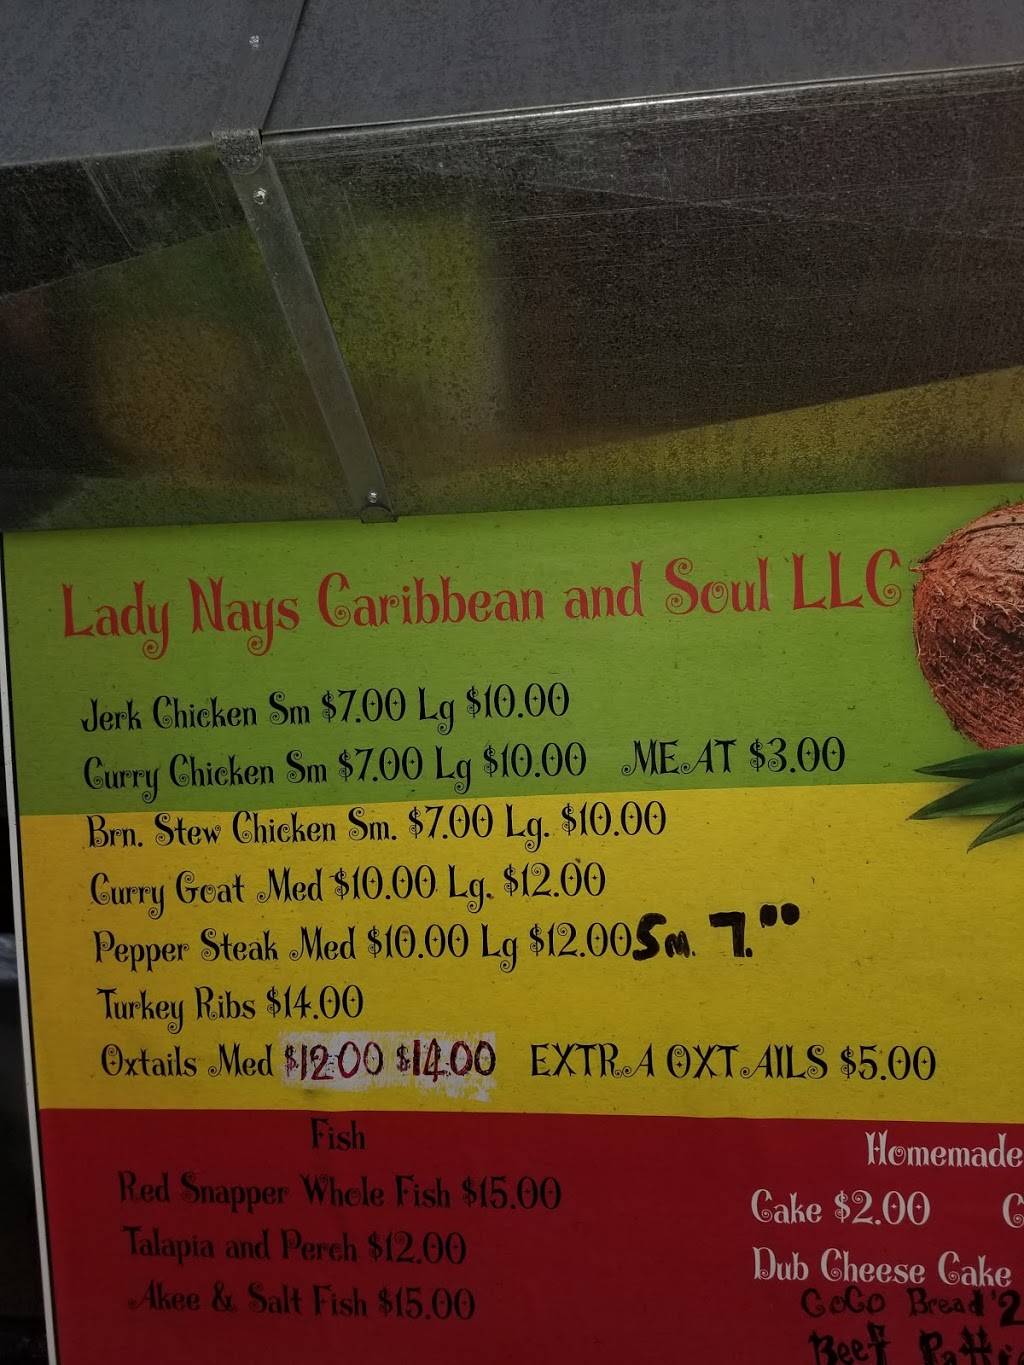 Lady Nays Caribbean and Soul LLC
Jerk Chicken Sm $7.00 Lg $10.00
Curry Chicken Sm $7.00 Lg $10.00 MEAT $3.00
Brn. Stew Chicken Sm. $7.00 Lg. $10.00
Curry Goat Med $10.00 Lg. $12.00
Pepper Steak Med $10.00 Lg $12.00 Sm. 7.00
Turkey Ribs $14.00
Oxtails Med $12.00 $14.00 EXTRA OXTAILS $5.00
Fish
Red Snapper Whole Fish $15.00
Talapia and Perch $12.00
Akee & Salt Fish $15.00
Homemade
Cake $2.00
Dub Cheese Cake
CoCo Bread
Beef